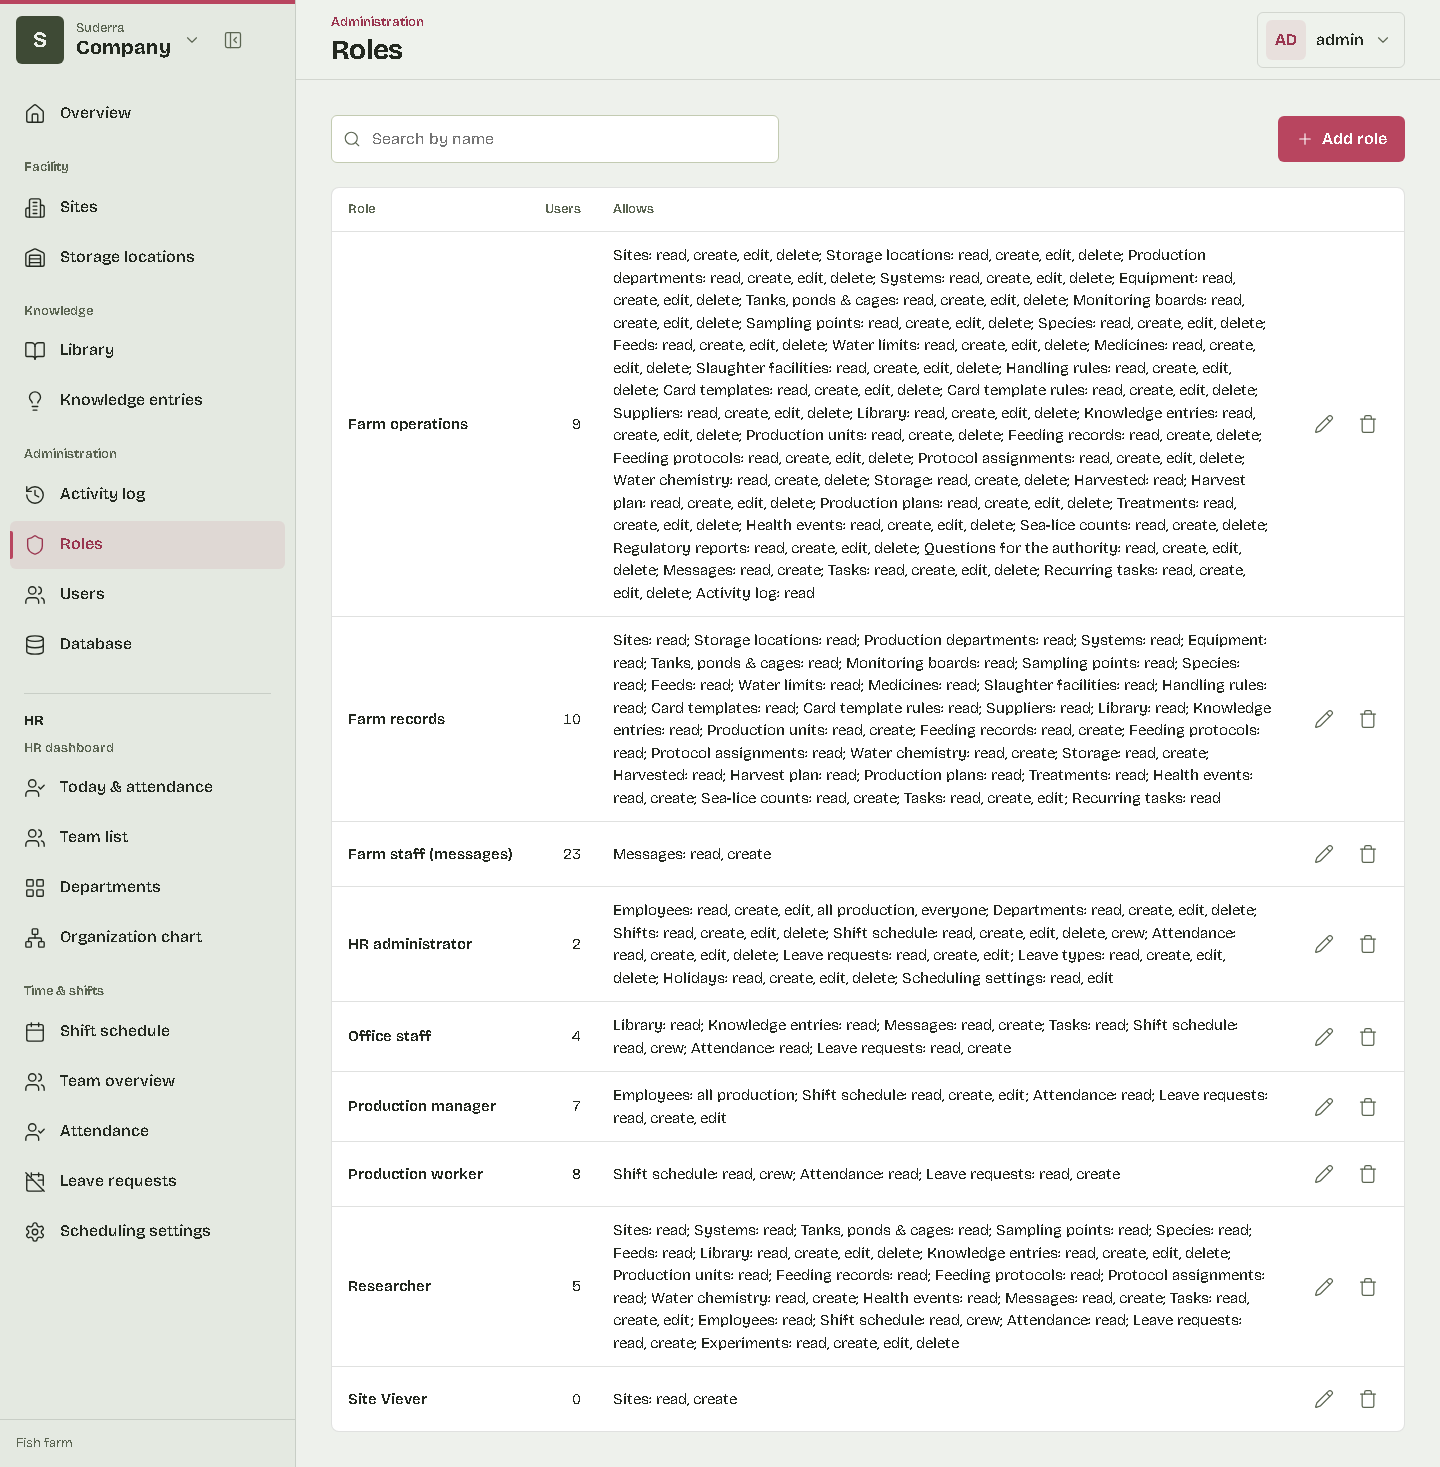 Suderra
Company
Overview
Facility
Sites
Storage locations
Knowledge
Library
Knowledge entries
Administration
Activity log
Roles
Users
Database
HR
HR dashboard
Today & attendance
Team list
Departments
Organization chart
Time & shifts
Shift schedule
Team overview
Attendance
Leave requests
Scheduling settings
Fish farm
S
Administration
Roles
AD admin
Search by name
Add role
Role Users Allows
Farm operations 9
Sites: read, create, edit, delete; Storage locations: read, create, edit, delete; Production
departments: read, create, edit, delete; Systems: read, create, edit, delete; Equipment: read,
create, edit, delete; Tanks, ponds & cages: read, create, edit, delete; Monitoring boards: read,
create, edit, delete; Sampling points: read, create, edit, delete; Species: read, create, edit, delete;
Feeds: read, create, edit, delete; Water limits: read, create, edit, delete; Medicines: read, create,
edit, delete; Slaughter facilities: read, create, edit, delete; Handling rules: read, create, edit,
delete; Card templates: read, create, edit, delete; Card template rules: read, create, edit, delete;
Suppliers: read, create, edit, delete; Library: read, create, edit, delete; Knowledge entries: read,
create, edit, delete; Production units: read, create, delete; Feeding records: read, create, delete;
Feeding protocols: read, create, edit, delete; Protocol assignments: read, create, edit, delete;
Water chemistry: read, create, delete; Storage: read, create, delete; Harvested: read; Harvest
plan: read, create, edit, delete; Production plans: read, create, edit, delete; Treatments: read,
create, edit, delete; Health events: read, create, edit, delete; Sea-lice counts: read, create, delete;
Regulatory reports: read, create, edit, delete; Questions for the authority: read, create, edit,
delete; Messages: read, create; Tasks: read, create, edit, delete; Recurring tasks: read, create,
edit, delete; Activity log: read
Farm records 10
Sites: read; Storage locations: read; Production departments: read; Systems: read; Equipment:
read; Tanks, ponds & cages: read; Monitoring boards: read; Sampling points: read; Species:
read; Feeds: read; Water limits: read; Medicines: read; Slaughter facilities: read; Handling rules:
read; Card templates: read; Card template rules: read; Suppliers: read; Library: read; Knowledge
entries: read; Production units: read, create; Feeding records: read, create; Feeding protocols:
read; Protocol assignments: read; Water chemistry: read, create; Storage: read, create;
Harvested: read; Harvest plan: read; Production plans: read; Treatments: read; Health events:
read, create; Sea-lice counts: read, create; Tasks: read, create, edit; Recurring tasks: read
Farm staff (messages) 23 Messages: read, create
HR administrator 2
Employees: read, create, edit, all production, everyone; Departments: read, create, edit, delete;
Shifts: read, create, edit, delete; Shift schedule: read, create, edit, delete, crew; Attendance:
read, create, edit, delete; Leave requests: read, create, edit; Leave types: read, create, edit,
delete; Holidays: read, create, edit, delete; Scheduling settings: read, edit
Office staff 4
Library: read; Knowledge entries: read; Messages: read, create; Tasks: read; Shift schedule:
read, crew; Attendance: read; Leave requests: read, create
Production manager 7
Employees: all production; Shift schedule: read, create, edit; Attendance: read; Leave requests:
read, create, edit
Production worker 8 Shift schedule: read, crew; Attendance: read; Leave requests: read, create
Researcher 5
Sites: read; Systems: read; Tanks, ponds & cages: read; Sampling points: read; Species: read;
Feeds: read; Library: read, create, edit, delete; Knowledge entries: read, create, edit, delete;
Production units: read; Feeding records: read; Feeding protocols: read; Protocol assignments:
read; Water chemistry: read, create; Health events: read; Messages: read, create; Tasks: read,
create, edit; Employees: read; Shift schedule: read, crew; Attendance: read; Leave requests:
read, create; Experiments: read, create, edit, delete
Site Viever 0 Sites: read, create